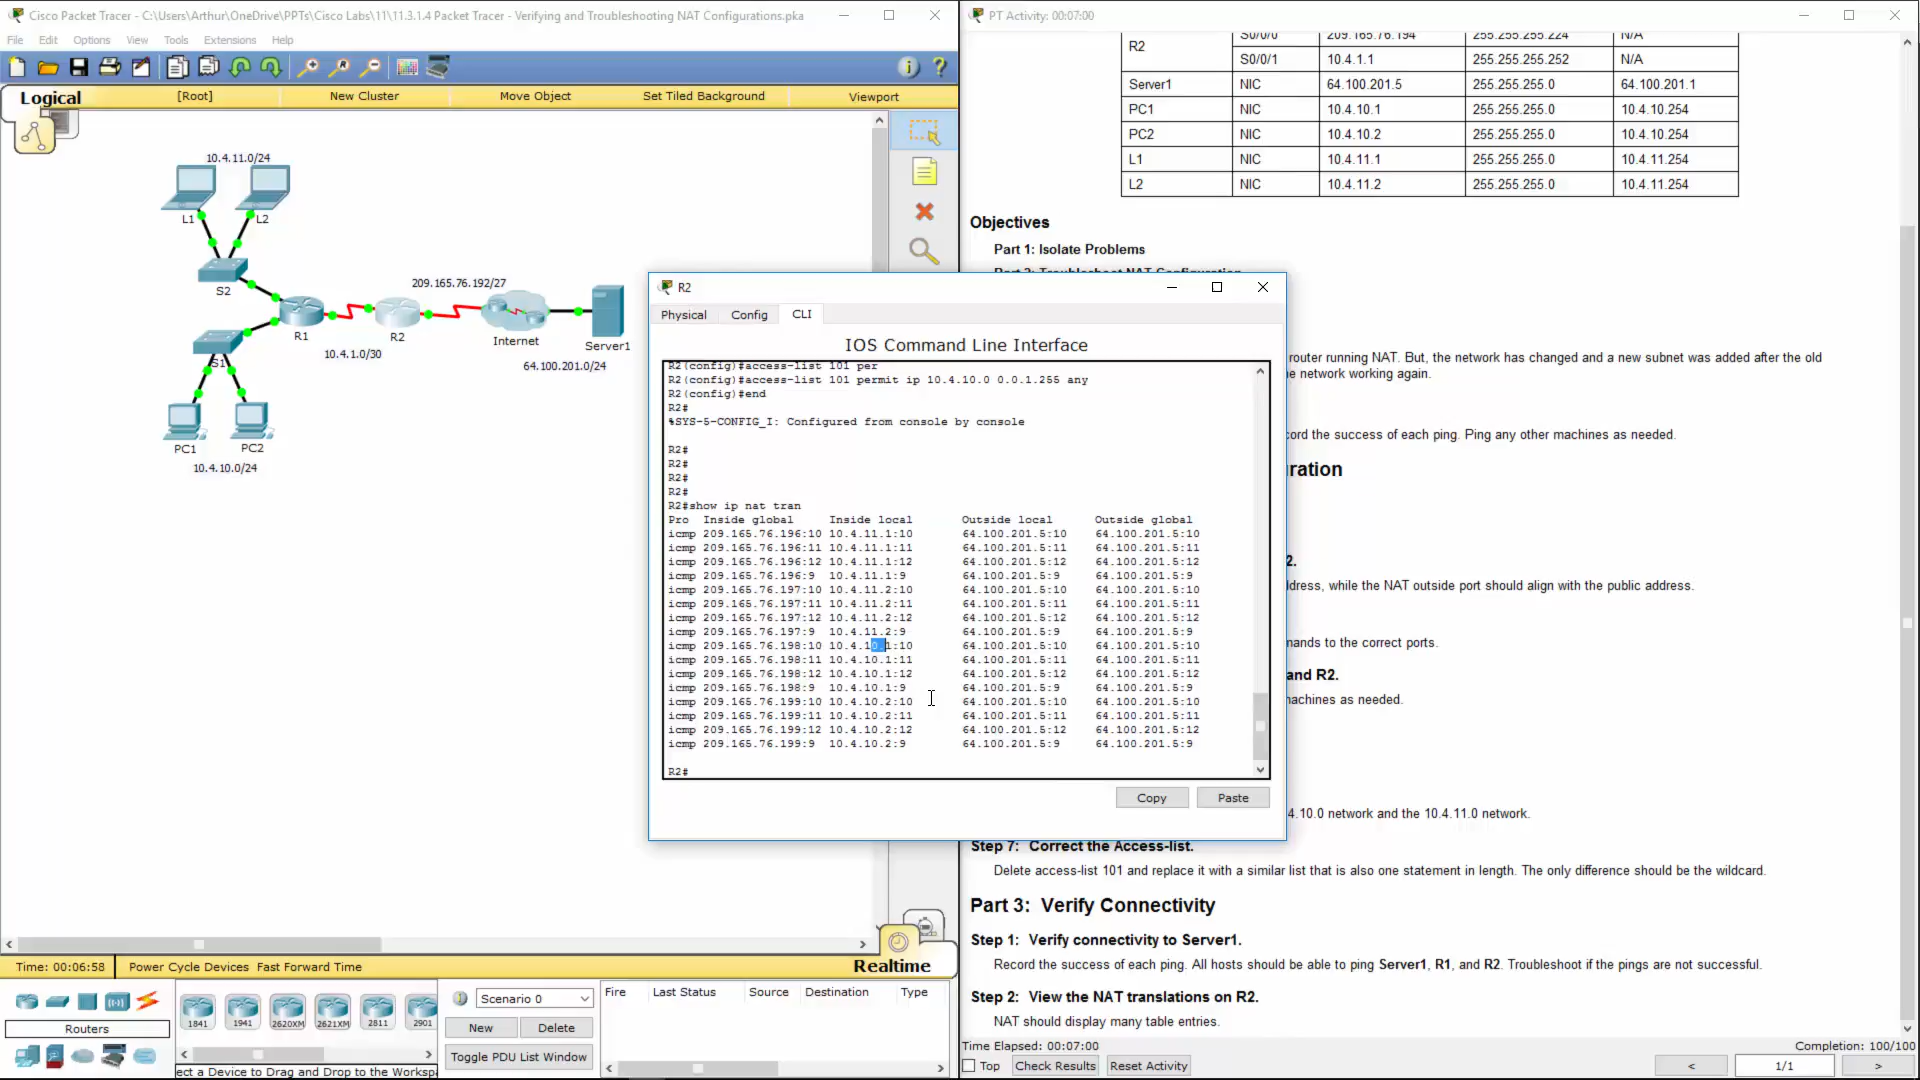 Cisco Packet Tracer - C:\Users\Arthur\OneDrive\PPTs\Cisco Labs\11\11.3.1.4 Packet Tracer - Verifying and Troubleshooting NAT Configurations.pka
File Edit Options View Tools Extensions Help
Logical
[Root]
New Cluster
Move Object
Set Tiled Background
Viewport
10.4.11.0/24
L1
L2
S2
209.165.76.192/27
R1
R2
Internet
Server1
S1
10.4.1.0/30
64.100.201.0/24
PC1
PC2
10.4.10.0/24
R2
Physical Config CLI
IOS Command Line Interface
R2(config)#access-list 101 per
R2(config)#access-list 101 permit ip 10.4.10.0 0.0.1.255 any
R2(config)#end
R2#
%SYS-5-CONFIG_I: Configured from console by console
R2#
R2#
R2#
R2#
R2#show ip nat tran
Pro Inside global Inside local Outside local Outside global
icmp 209.165.76.196:10 10.4.11.1:10 64.100.201.5:10 64.100.201.5:10
icmp 209.165.76.196:11 10.4.11.1:11 64.100.201.5:11 64.100.201.5:11
icmp 209.165.76.196:12 10.4.11.1:12 64.100.201.5:12 64.100.201.5:12
icmp 209.165.76.196:9 10.4.11.1:9 64.100.201.5:9 64.100.201.5:9
icmp 209.165.76.197:10 10.4.11.2:10 64.100.201.5:10 64.100.201.5:10
icmp 209.165.76.197:11 10.4.11.2:11 64.100.201.5:11 64.100.201.5:11
icmp 209.165.76.197:12 10.4.11.2:12 64.100.201.5:12 64.100.201.5:12
icmp 209.165.76.197:9 10.4.11.2:9 64.100.201.5:9 64.100.201.5:9
icmp 209.165.76.198:10 10.4.10.1:10 64.100.201.5:10 64.100.201.5:10
icmp 209.165.76.198:11 10.4.10.1:11 64.100.201.5:11 64.100.201.5:11
icmp 209.165.76.198:12 10.4.10.1:12 64.100.201.5:12 64.100.201.5:12
icmp 209.165.76.198:9 10.4.10.1:9 64.100.201.5:9 64.100.201.5:9
icmp 209.165.76.199:10 10.4.10.2:10 64.100.201.5:10 64.100.201.5:10
icmp 209.165.76.199:11 10.4.10.2:11 64.100.201.5:11 64.100.201.5:11
icmp 209.165.76.199:12 10.4.10.2:12 64.100.201.5:12 64.100.201.5:12
icmp 209.165.76.199:9 10.4.10.2:9 64.100.201.5:9 64.100.201.5:9
R2#
Copy Paste
Realtime
Time: 00:06:58 Power Cycle Devices Fast Forward Time
Routers
1841 1941 2620XM 2621XM 2811 2901
ect a Device to Drag and Drop to the Worksp
Scenario 0
New Delete
Toggle PDU List Window
Fire Last Status Source Destination Type
PT Activity: 00:07:00
R2 S0/0/0 209.165.76.194 255.255.255.224 N/A
S0/0/1 10.4.1.1 255.255.255.252 N/A
Server1 NIC 64.100.201.5 255.255.255.0 64.100.201.1
PC1 NIC 10.4.10.1 255.255.255.0 10.4.10.254
PC2 NIC 10.4.10.2 255.255.255.0 10.4.10.254
L1 NIC 10.4.11.1 255.255.255.0 10.4.11.254
L2 NIC 10.4.11.2 255.255.255.0 10.4.11.254
Objectives
Part 1: Isolate Problems
Part 2: Troubleshoot NAT Configuration
router running NAT. But, the network has changed and a new subnet was added after the old
e network working again.
cord the success of each ping. Ping any other machines as needed.
ration
2.
dress, while the NAT outside port should align with the public address.
mands to the correct ports.
and R2.
achines as needed.
4.10.0 network and the 10.4.11.0 network.
Step 7: Correct the Access-list.
Delete access-list 101 and replace it with a similar list that is also one statement in length. The only difference should be the wildcard.
Part 3: Verify Connectivity
Step 1: Verify connectivity to Server1.
Record the success of each ping. All hosts should be able to ping Server1, R1, and R2. Troubleshoot if the pings are not successful.
Step 2: View the NAT translations on R2.
NAT should display many table entries.
Time Elapsed: 00:07:00 Completion: 100/100
Top Check Results Reset Activity < 1/1 >